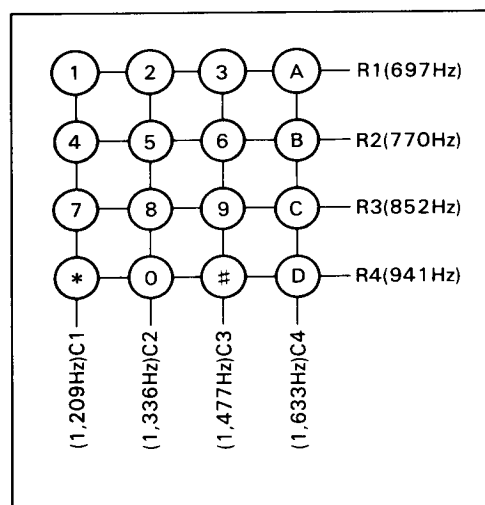 1 2 3 A R1(697Hz)
4 5 6 B R2(770Hz)
7 8 9 C R3(852Hz)
* 0 # D R4(941Hz)
(1,209Hz)C1
(1,336Hz)C2
(1,477Hz)C3
(1,633Hz)C4